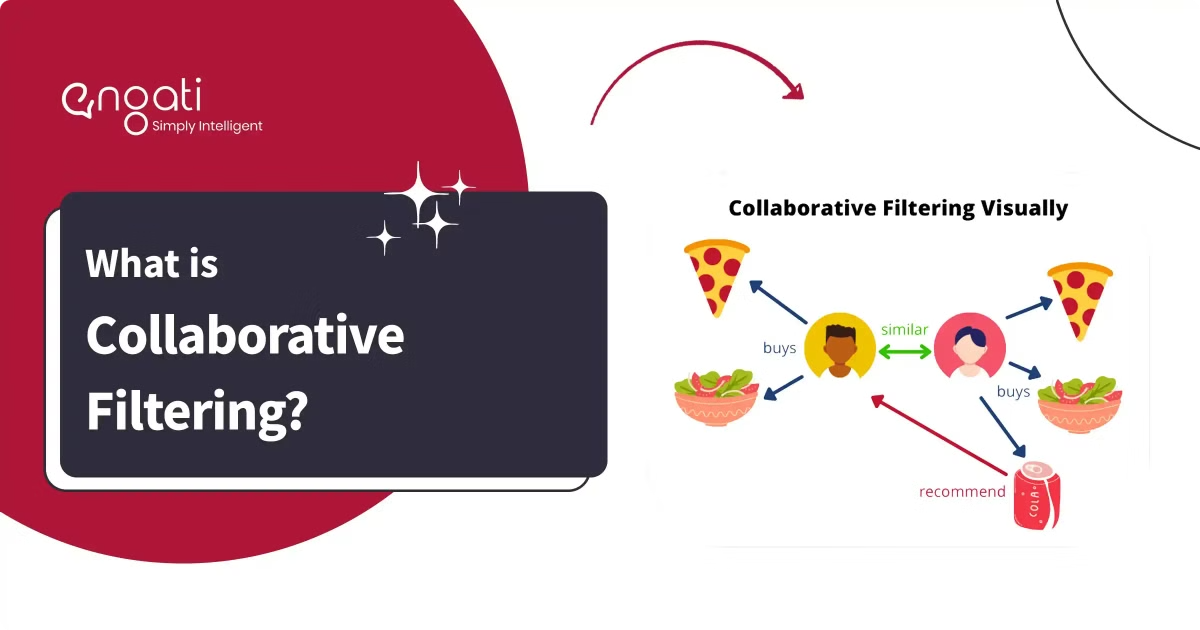 engati
Simply Intelligent
What is
Collaborative
Filtering?
Collaborative Filtering Visually
similar
buys
buys
recommend
COLA